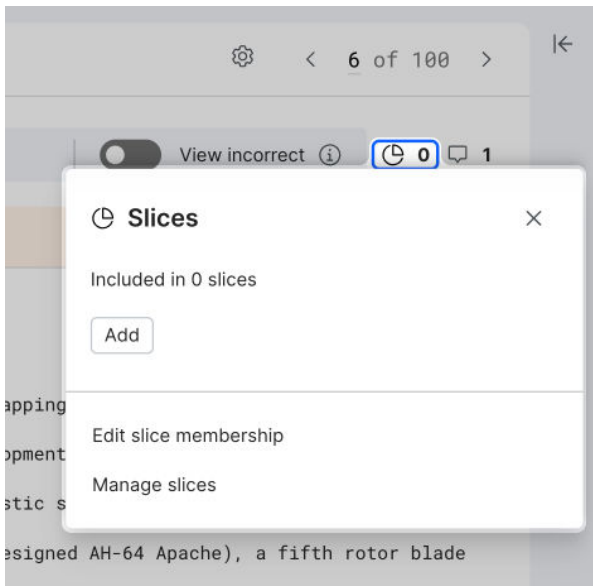 6 of 100
View incorrect 0 1
Slices
Included in 0 slices
Add
apping
Edit slice membership
opment
Manage slices
stic s
esigned AH-64 Apache), a fifth rotor blade